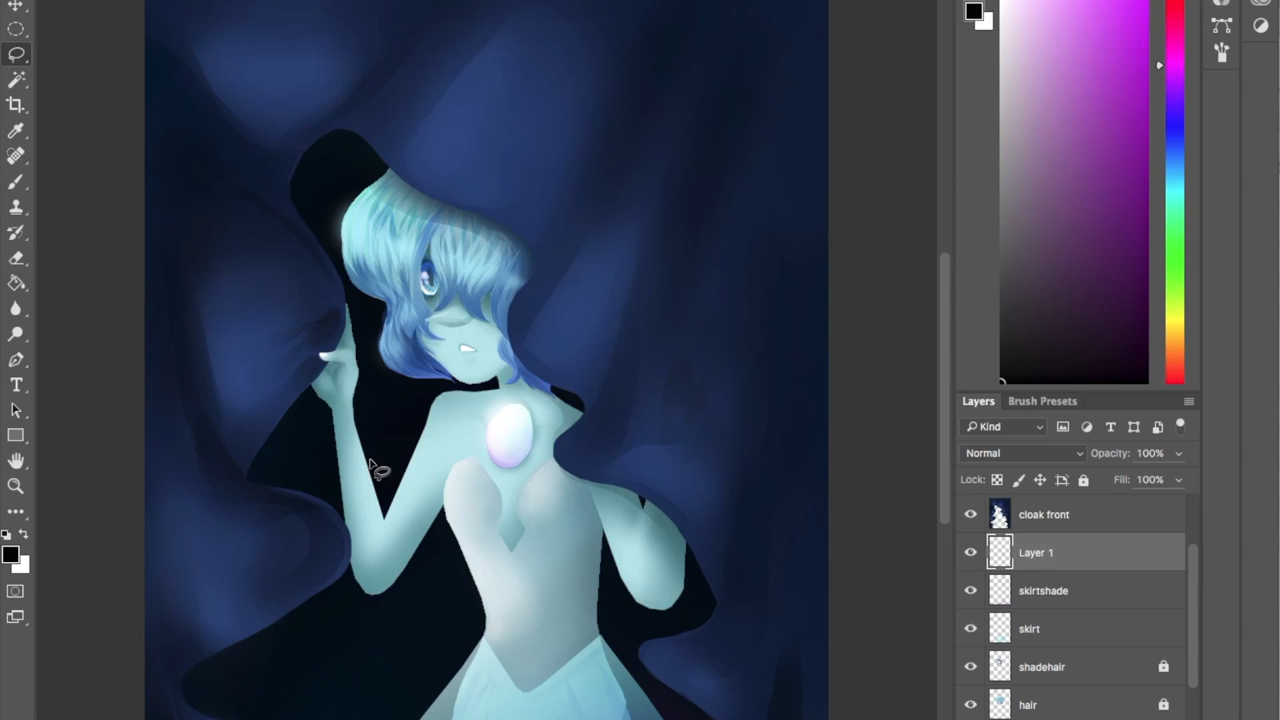 Layers Brush Presets
Kind
Normal Opacity: 100%
Lock: Fill: 100%
cloak front
Layer 1
skirtshade
skirt
shadehair
hair